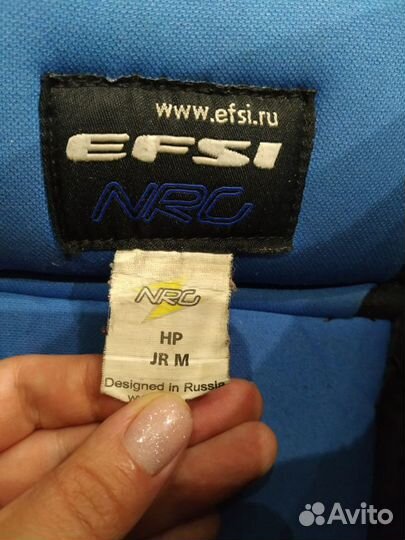 www.efsi.ru
EFSI
NRG
NRG
HP
JR M
Designed in Russia
Avito